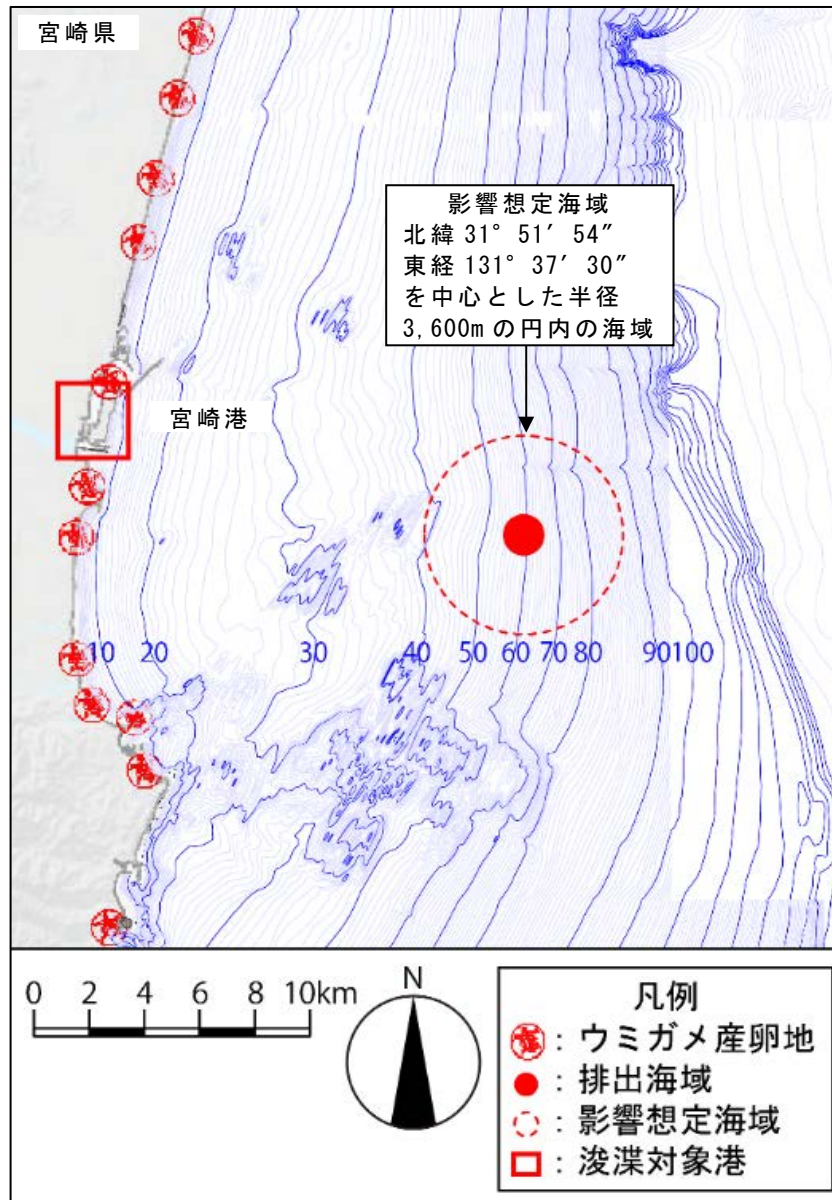 宮崎県
影響想定海域
北緯 31° 51′ 54″
東経 131° 37′ 30″
を中心とした半径
3,600m の円内の海域
宮崎港
10 20 30 40 50 60 70 80 90 100
0 2 4 6 8 10km
N
凡例
：ウミガメ産卵地
：排出海域
：影響想定海域
：浚渫対象港